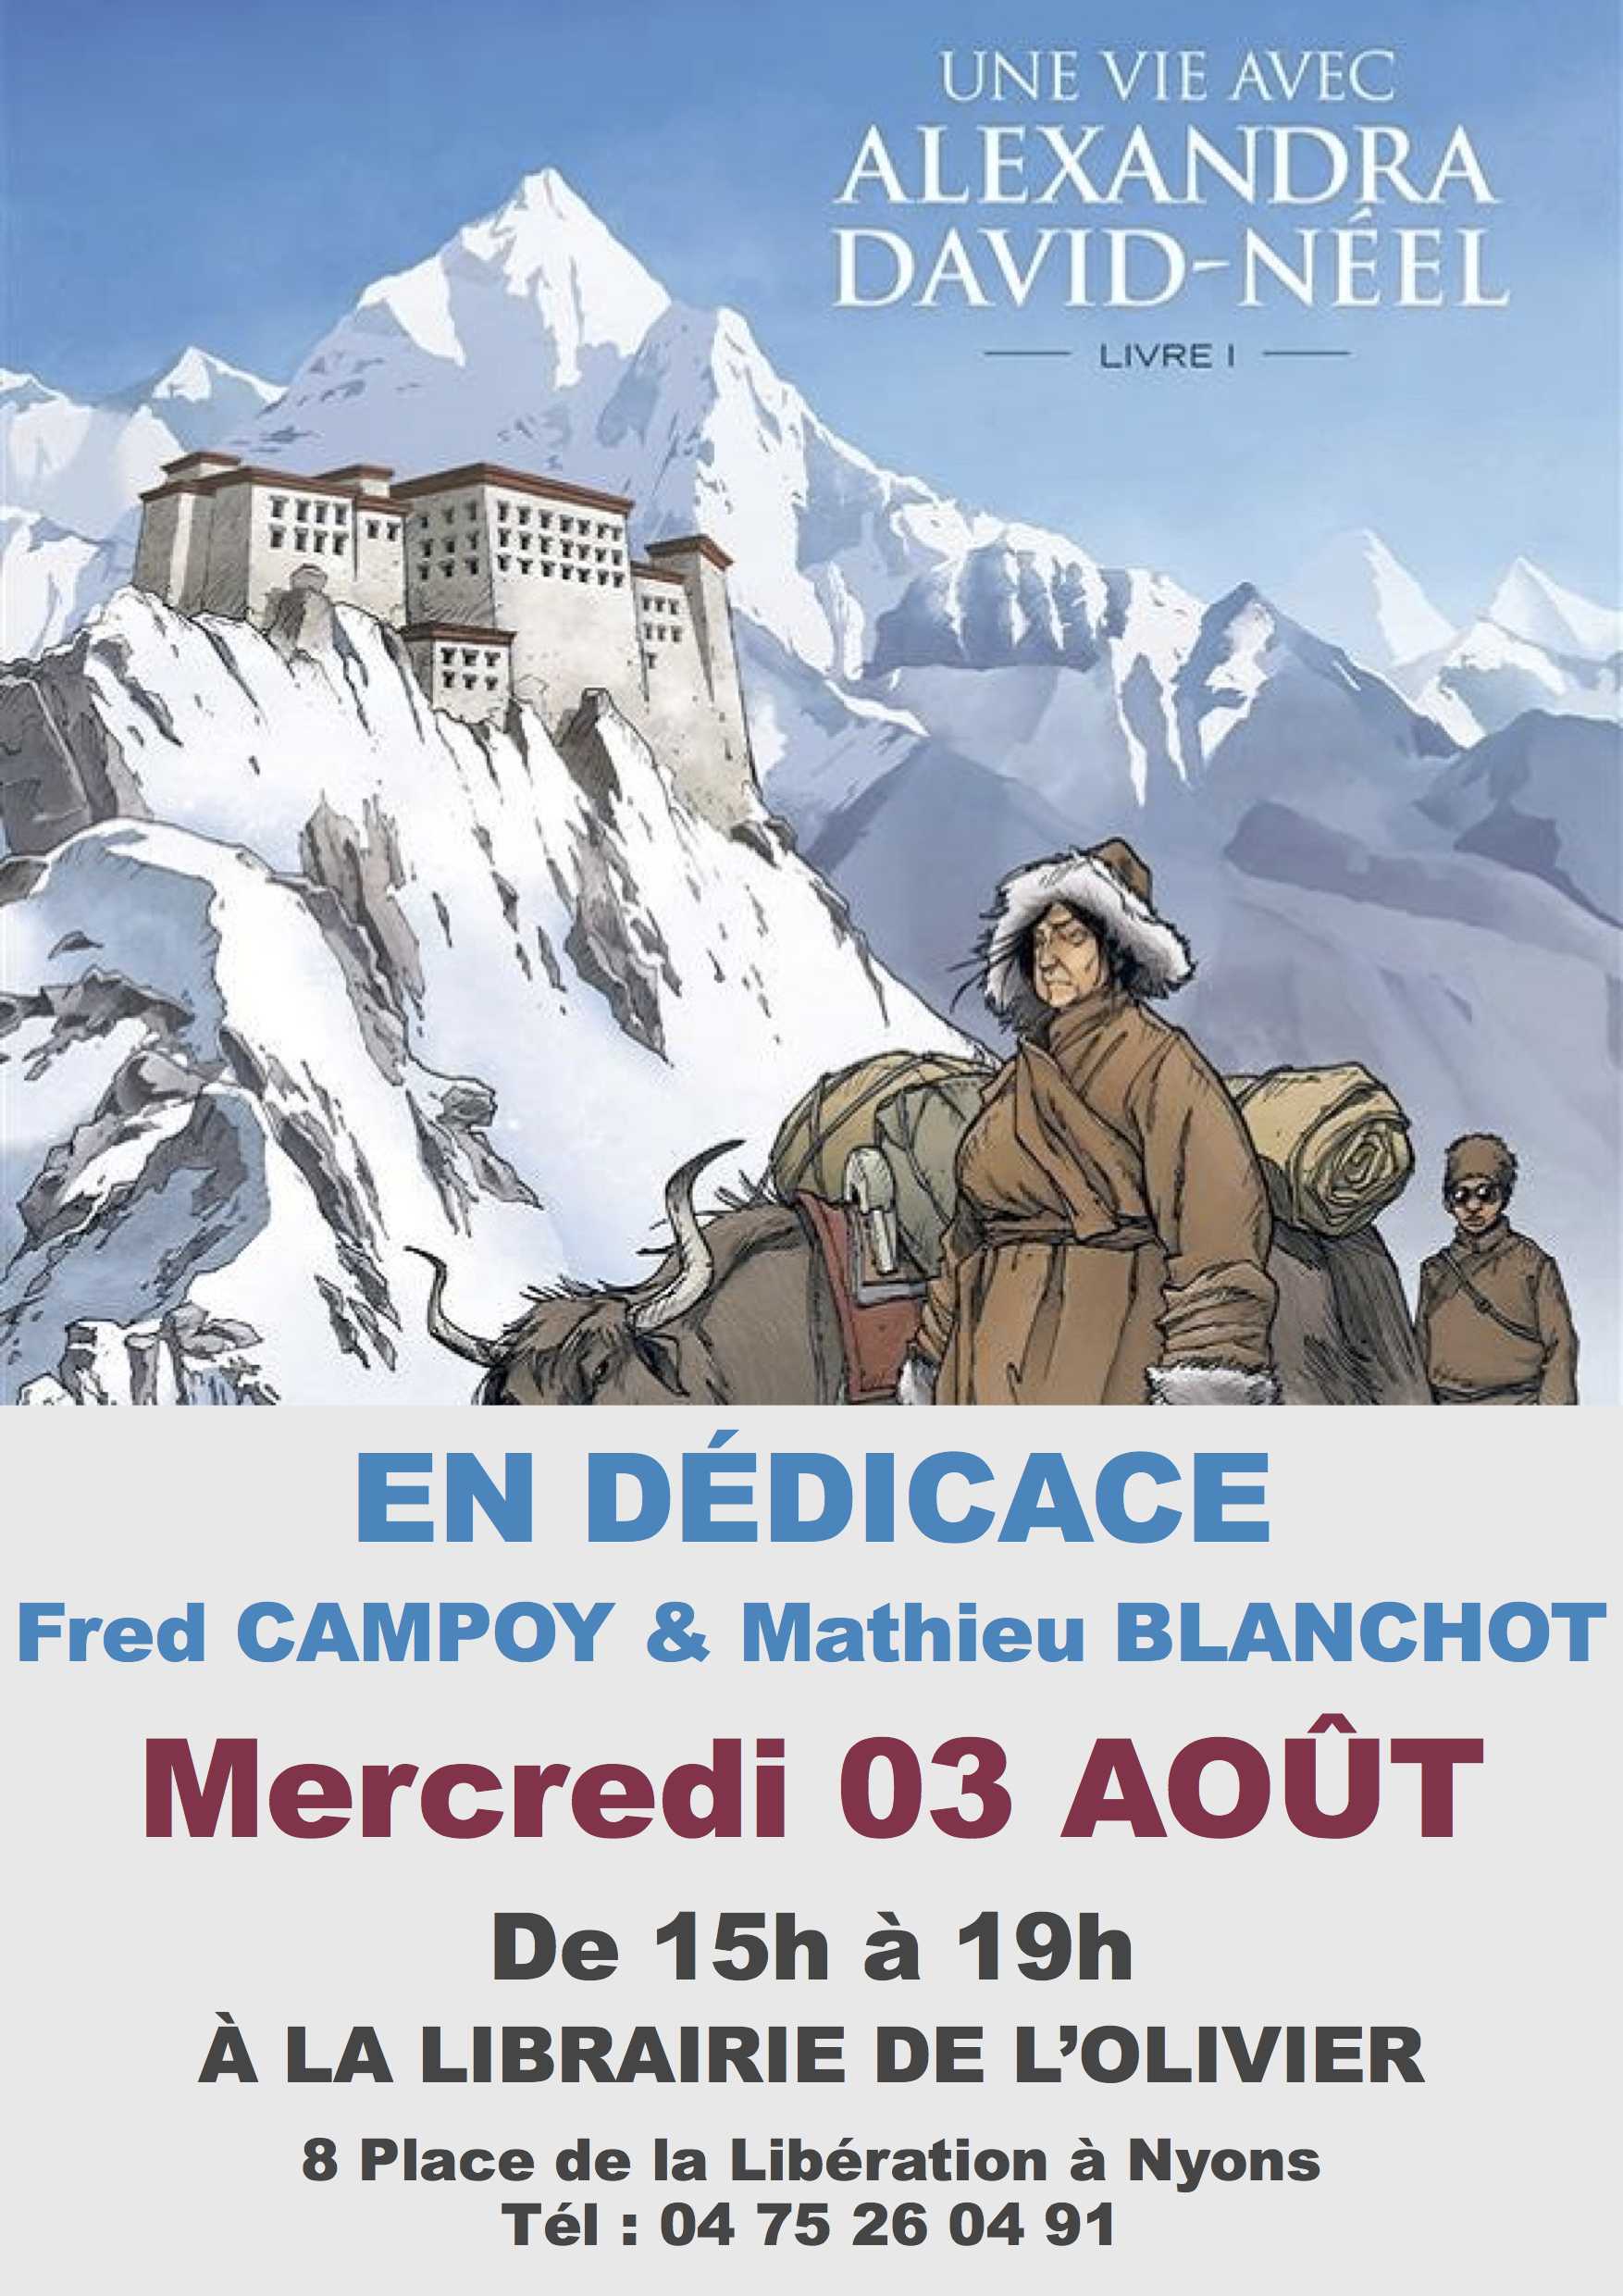 UNE VIE AVEC
ALEXANDRA
DAVID-NÉEL
LIVRE I
EN DÉDICACE
Fred CAMPOY & Mathieu BLANCHOT
Mercredi 03 AOÛT
De 15h à 19h
À LA LIBRAIRIE DE L’OLIVIER
8 Place de la Libération à Nyons
Tél : 04 75 26 04 91